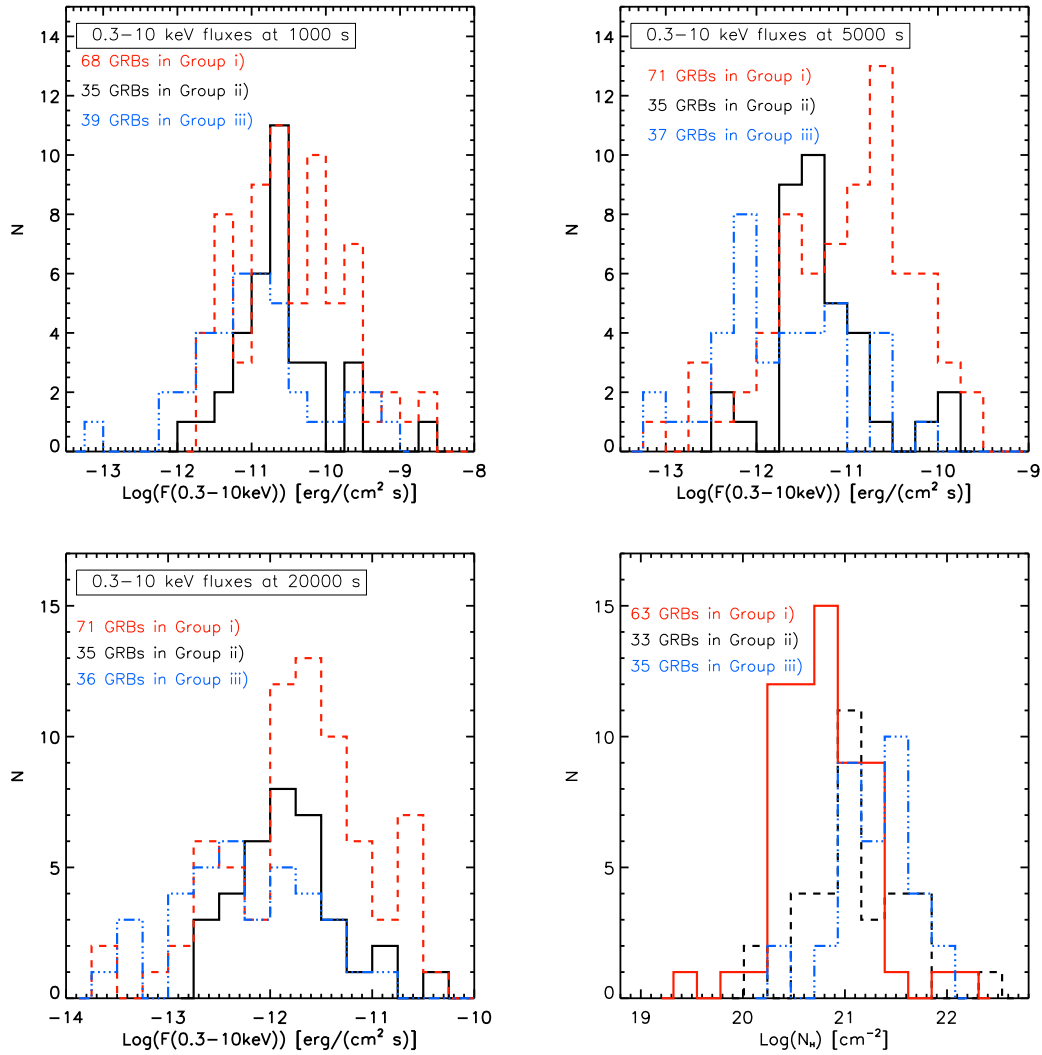 0.3−10 keV fluxes at 1000 s
68 GRBs in Group i)
35 GRBs in Group ii)
39 GRBs in Group iii)
14
12
10
8
6
4
2
0
N
−13 −12 −11 −10 −9 −8
Log(F(0.3−10keV)) [erg/(cm² s)]
0.3−10 keV fluxes at 5000 s
71 GRBs in Group i)
35 GRBs in Group ii)
37 GRBs in Group iii)
14
12
10
8
6
4
2
0
N
−13 −12 −11 −10 −9
Log(F(0.3−10keV)) [erg/(cm² s)]
0.3−10 keV fluxes at 20000 s
71 GRBs in Group i)
35 GRBs in Group ii)
36 GRBs in Group iii)
15
10
5
0
N
−14 −13 −12 −11 −10
Log(F(0.3−10keV)) [erg/(cm² s)]
63 GRBs in Group i)
33 GRBs in Group ii)
35 GRBs in Group iii)
15
10
5
0
N
19 20 21 22
Log(N_H) [cm⁻²]